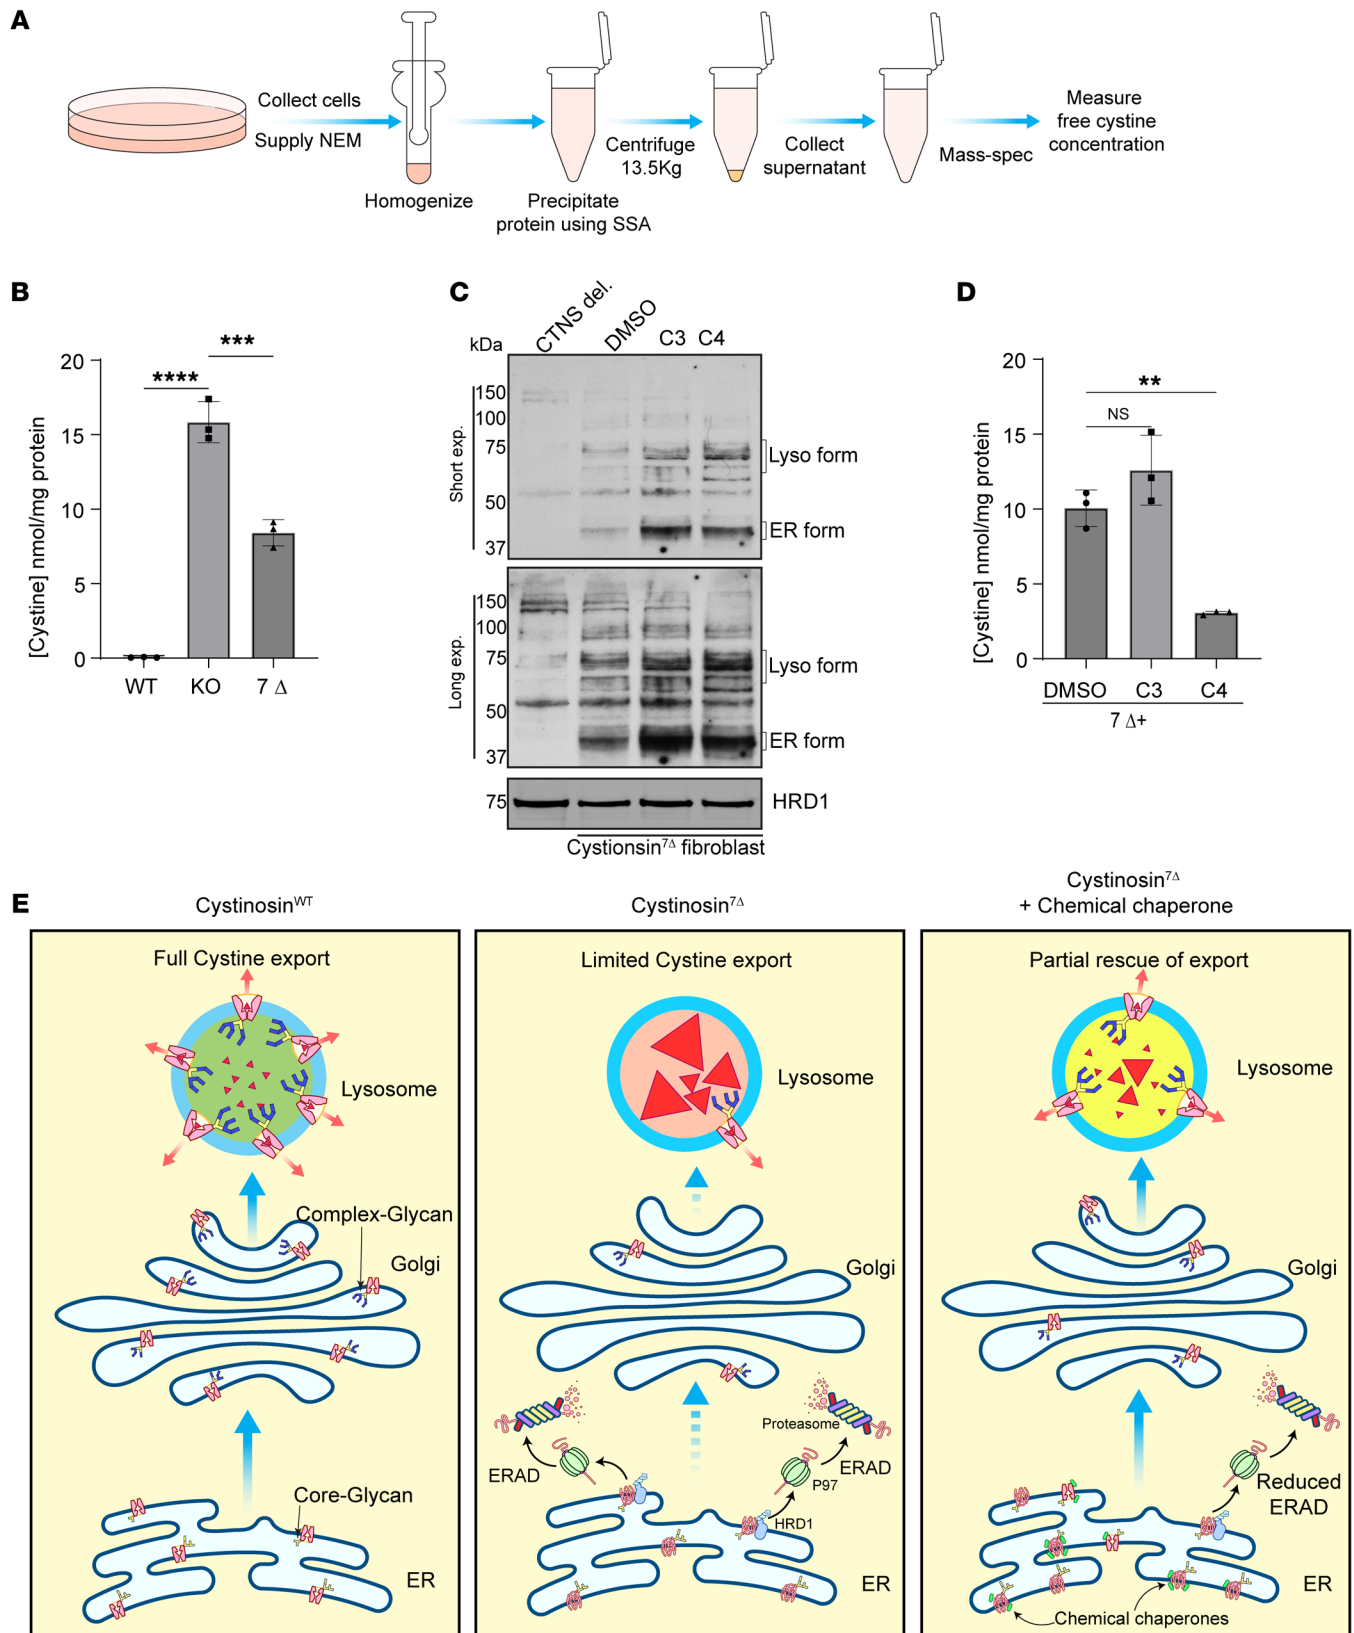 A
Collect cells
Supply NEM
Homogenize
Precipitate
protein using SSA
Centrifuge
13.5Kg
Collect
supernatant
Mass-spec
Measure
free cystine
concentration
B
[Cystine] nmol/mg protein
20
15
10
5
0
****
***
WT
KO
7 Δ
C
kDa
CTNS del.
DMSO
C3
C4
Short exp.
150
100
75
50
37
Lyso form
ER form
Long exp.
150
100
75
50
37
Lyso form
ER form
75
HRD1
Cystionsin7Δ fibroblast
D
[Cystine] nmol/mg protein
20
15
10
5
0
**
NS
DMSO
C3
C4
7 Δ+
E
CystinosinWT
Full Cystine export
Lysosome
Complex-Glycan
Golgi
Core-Glycan
ER
Cystinosin7Δ
Limited Cystine export
Lysosome
Golgi
Proteasome
ERAD
ERAD
P97
HRD1
ER
Cystinosin7Δ
+ Chemical chaperone
Partial rescue of export
Lysosome
Golgi
Reduced
ERAD
ER
Chemical chaperones